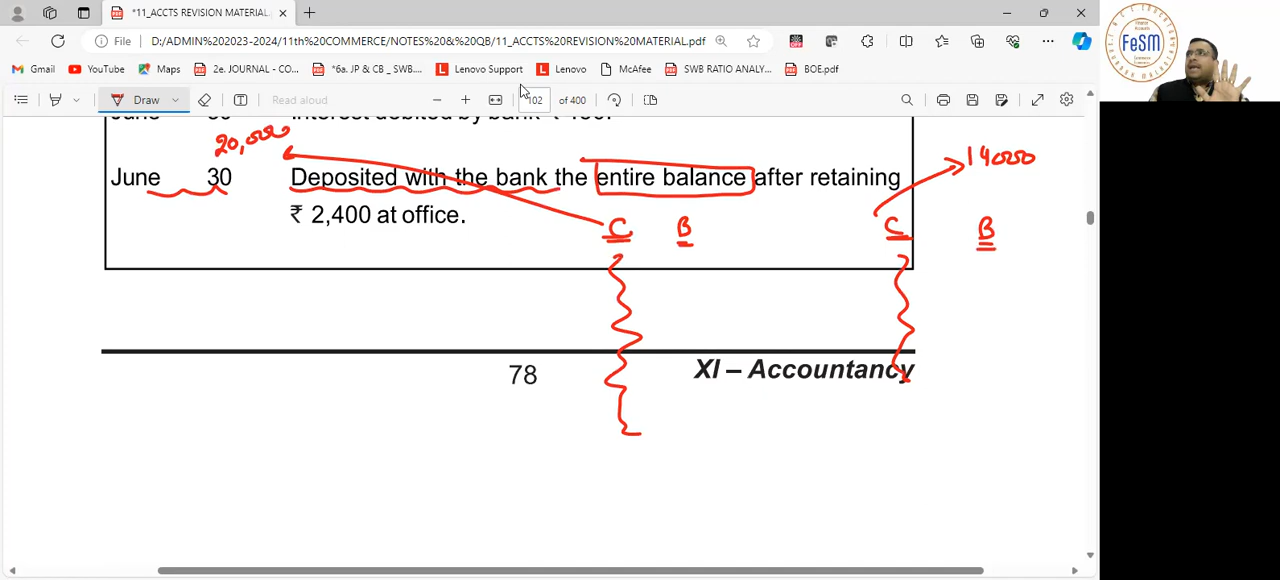 *11_ACCTS REVISION MATERIAL.p
File D:/ADMIN%202023-2024/11th%20COMMERCE/NOTES%20&%20QB/11_ACCTS%20REVISION%20MATERIAL.pdf
Gmail YouTube Maps 2e. JOURNAL - CO... *6a. JP & CB _ SWB.... Lenovo Support Lenovo McAfee SWB RATIO ANALY... BOE.pdf
Draw Read aloud 102 of 400
20,000
June 30 Deposited with the bank the entire balance after retaining
14000
₹ 2,400 at office.
C B C B
78 XI – Accountancy
FeSM